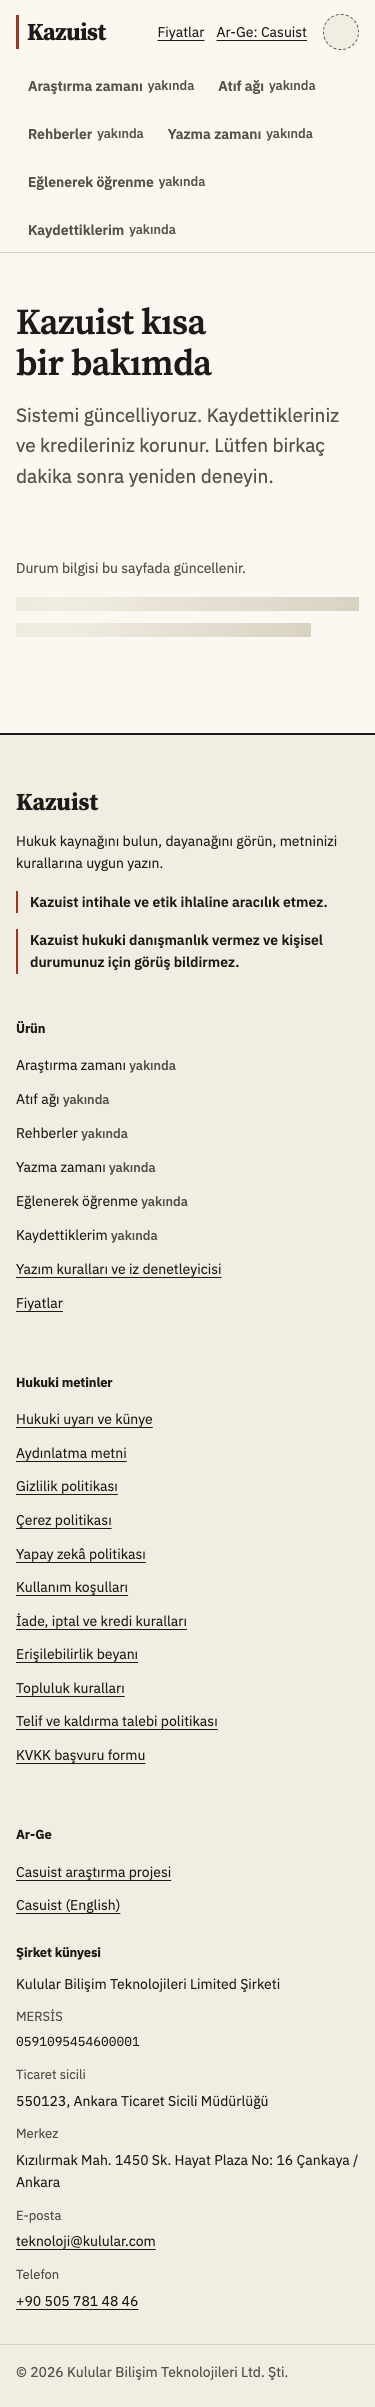 Kazuist
Fiyatlar Ar-Ge: Casuist
Araştırma zamanı yakında Atıf ağı yakında
Rehberler yakında Yazma zamanı yakında
Eğlenerek öğrenme yakında
Kaydettiklerim yakında
Kazuist kısa
bir bakımda
Sistemi güncelliyoruz. Kaydettikleriniz
ve kredileriniz korunur. Lütfen birkaç
dakika sonra yeniden deneyin.
Durum bilgisi bu sayfada güncellenir.
Kazuist
Hukuk kaynağını bulun, dayanağını görün, metninizi
kurallarına uygun yazın.
Kazuist intihale ve etik ihlaline aracılık etmez.
Kazuist hukuki danışmanlık vermez ve kişisel
durumunuz için görüş bildirmez.
Ürün
Araştırma zamanı yakında
Atıf ağı yakında
Rehberler yakında
Yazma zamanı yakında
Eğlenerek öğrenme yakında
Kaydettiklerim yakında
Yazım kuralları ve iz denetleyicisi
Fiyatlar
Hukuki metinler
Hukuki uyarı ve künye
Aydınlatma metni
Gizlilik politikası
Çerez politikası
Yapay zekâ politikası
Kullanım koşulları
İade, iptal ve kredi kuralları
Erişilebilirlik beyanı
Topluluk kuralları
Telif ve kaldırma talebi politikası
KVKK başvuru formu
Ar-Ge
Casuist araştırma projesi
Casuist (English)
Şirket künyesi
Kulular Bilişim Teknolojileri Limited Şirketi
MERSİS
0591095454600001
Ticaret sicili
550123, Ankara Ticaret Sicili Müdürlüğü
Merkez
Kızılırmak Mah. 1450 Sk. Hayat Plaza No: 16 Çankaya /
Ankara
E-posta
teknoloji@kulular.com
Telefon
+90 505 781 48 46
© 2026 Kulular Bilişim Teknolojileri Ltd. Şti.